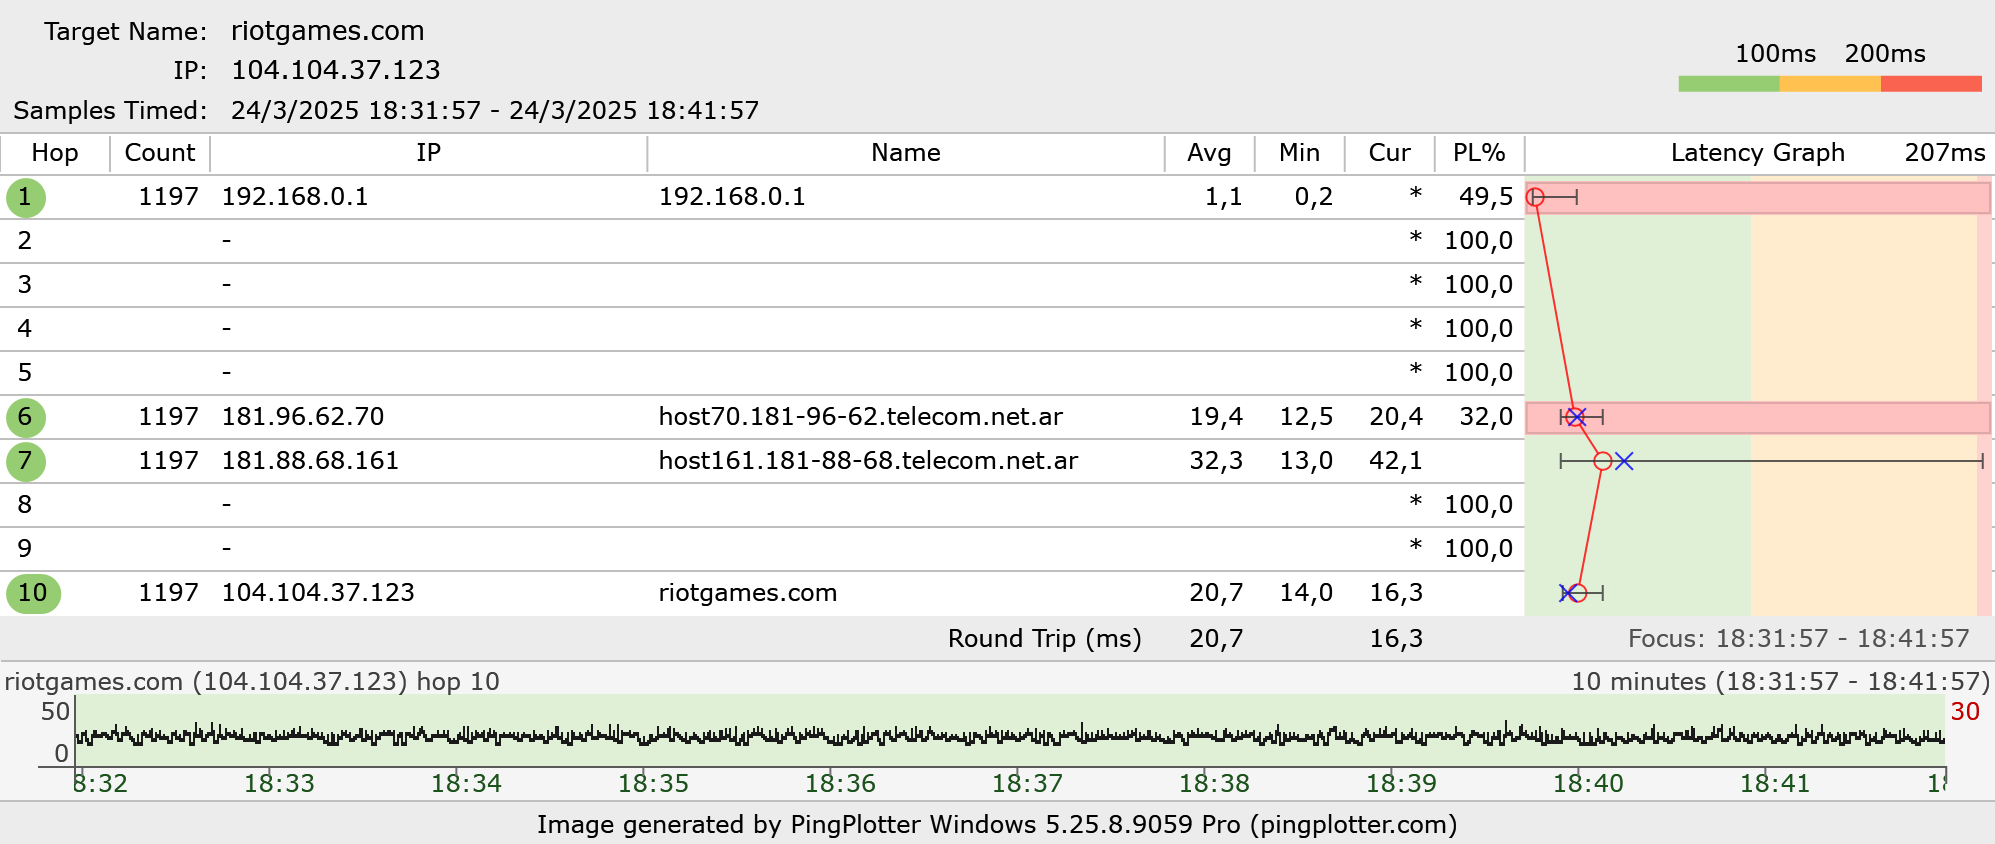 Target Name: riotgames.com
IP: 104.104.37.123
Samples Timed: 24/3/2025 18:31:57 - 24/3/2025 18:41:57
100ms 200ms
Hop Count IP Name Avg Min Cur PL% Latency Graph 207ms
1 1197 192.168.0.1 192.168.0.1 1,1 0,2 * 49,5
2 - * 100,0
3 - * 100,0
4 - * 100,0
5 - * 100,0
6 1197 181.96.62.70 host70.181-96-62.telecom.net.ar 19,4 12,5 20,4 32,0
7 1197 181.88.68.161 host161.181-88-68.telecom.net.ar 32,3 13,0 42,1
8 - * 100,0
9 - * 100,0
10 1197 104.104.37.123 riotgames.com 20,7 14,0 16,3
Round Trip (ms) 20,7 16,3 Focus: 18:31:57 - 18:41:57
riotgames.com (104.104.37.123) hop 10 10 minutes (18:31:57 - 18:41:57)
50 30
0
8:32 18:33 18:34 18:35 18:36 18:37 18:38 18:39 18:40 18:41
Image generated by PingPlotter Windows 5.25.8.9059 Pro (pingplotter.com)